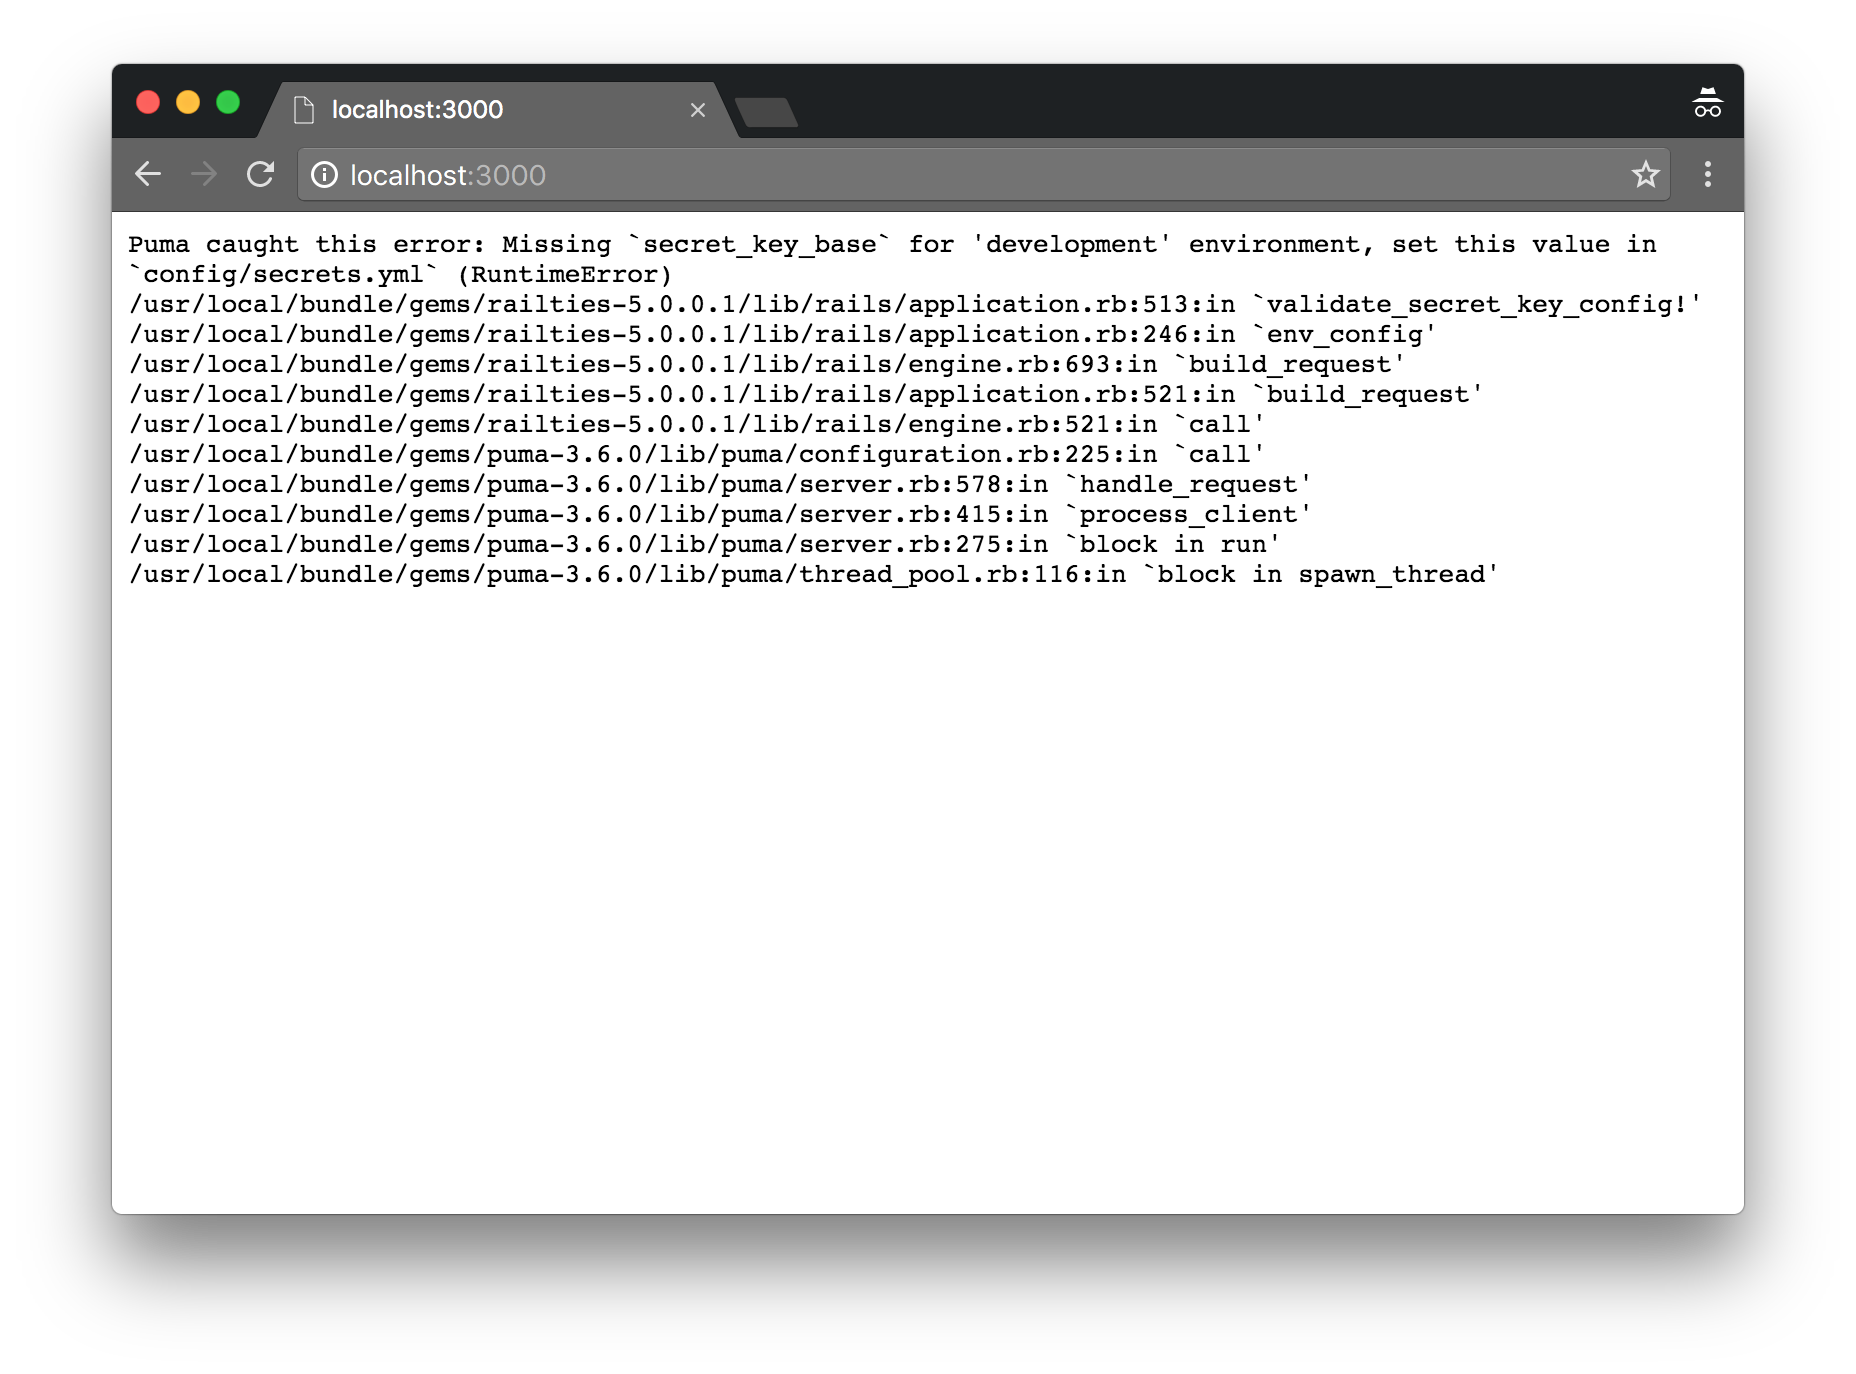 localhost:3000
localhost:3000
Puma caught this error: Missing `secret_key_base` for 'development' environment, set this value in
`config/secrets.yml` (RuntimeError)
/usr/local/bundle/gems/railties-5.0.0.1/lib/rails/application.rb:513:in `validate_secret_key_config!'
/usr/local/bundle/gems/railties-5.0.0.1/lib/rails/application.rb:246:in `env_config'
/usr/local/bundle/gems/railties-5.0.0.1/lib/rails/engine.rb:693:in `build_request'
/usr/local/bundle/gems/railties-5.0.0.1/lib/rails/application.rb:521:in `build_request'
/usr/local/bundle/gems/railties-5.0.0.1/lib/rails/engine.rb:521:in `call'
/usr/local/bundle/gems/puma-3.6.0/lib/puma/configuration.rb:225:in `call'
/usr/local/bundle/gems/puma-3.6.0/lib/puma/server.rb:578:in `handle_request'
/usr/local/bundle/gems/puma-3.6.0/lib/puma/server.rb:415:in `process_client'
/usr/local/bundle/gems/puma-3.6.0/lib/puma/server.rb:275:in `block in run'
/usr/local/bundle/gems/puma-3.6.0/lib/puma/thread_pool.rb:116:in `block in spawn_thread'